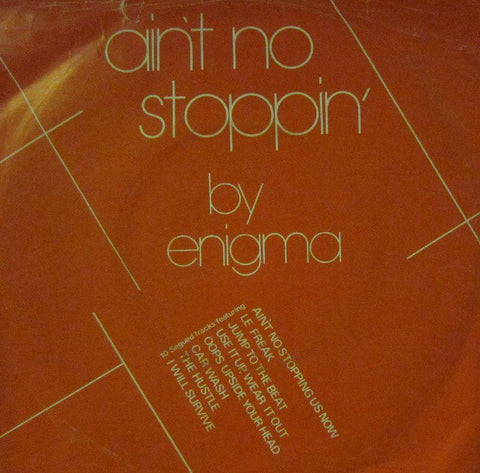 ain't no
stoppin'
by
enigma
10 Segued tracks featuring
AIN'T NO STOPPING US NOW
LE FREAK
JUMP TO THE BEAT
USE IT UP, WEAR IT OUT
OOPS UPSIDE YOUR HEAD
CAR WASH
THE HUSTLE
I WILL SURVIVE